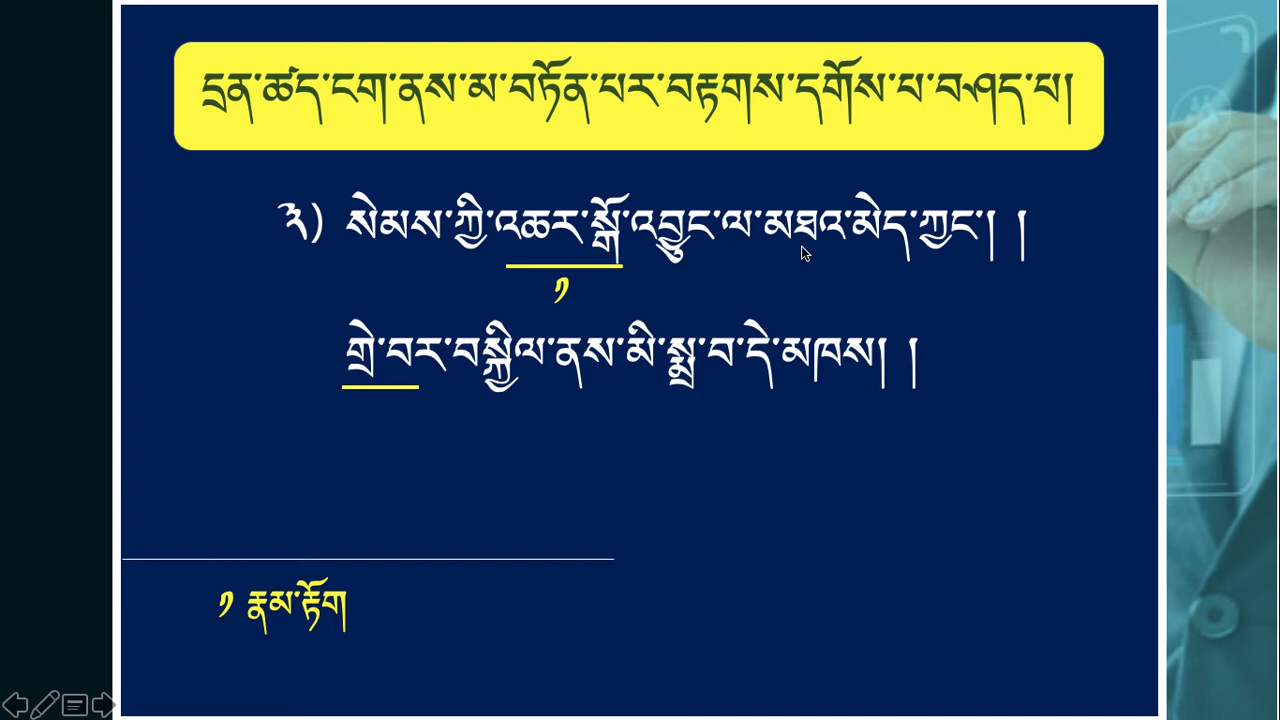 དྲན་ཚད་ངག་ནས་མ་བཏོན་པར་བརྟགས་དགོས་པ་བཤད་པ།
༣) སེམས་ཀྱི་འཆར་སྒོ་འབྱུང་ལ་མཐའ་མེད་ཀྱང་། །
༡
གྲེ་བར་བསྐྱིལ་ནས་མི་སྨྲ་བ་དེ་མཁས། །
༡ རྣམ་རྟོག